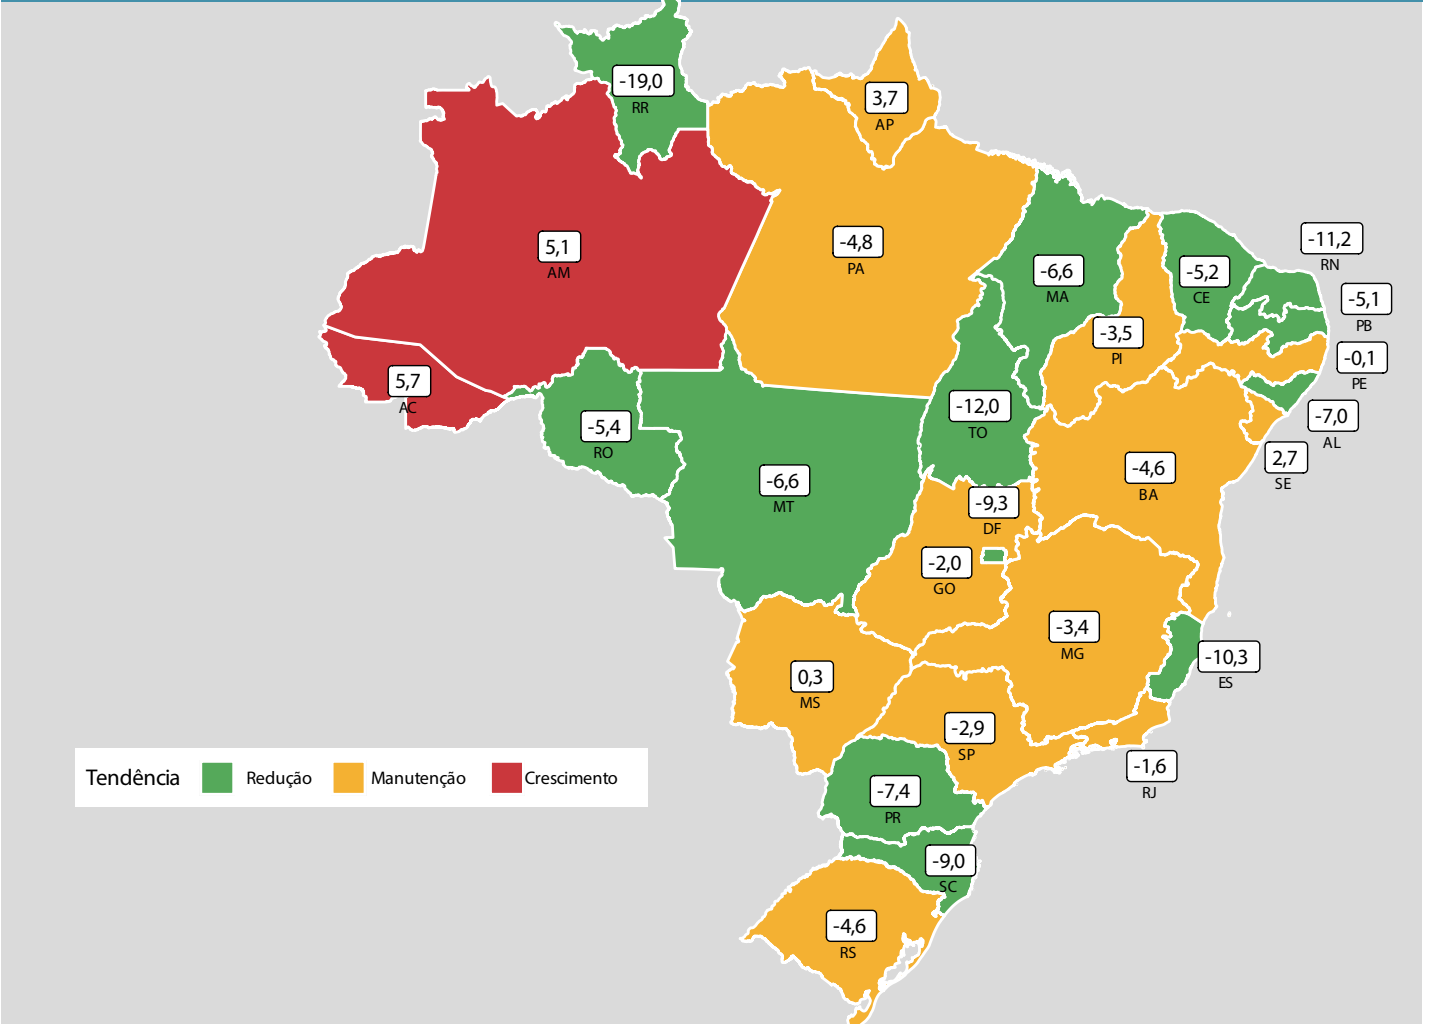 -19,0
RR
3,7
AP
5,1
AM
-4,8
PA
-6,6
MA
-5,2
CE
-11,2
RN
-5,1
PB
-3,5
PI
-0,1
PE
5,7
AC
-5,4
RO
-12,0
TO
-7,0
AL
-6,6
MT
-4,6
BA
2,7
SE
-9,3
DF
-2,0
GO
-3,4
MG
-10,3
ES
0,3
MS
-2,9
SP
-1,6
RJ
Tendência Redução Manutenção Crescimento
-7,4
PR
-9,0
SC
-4,6
RS